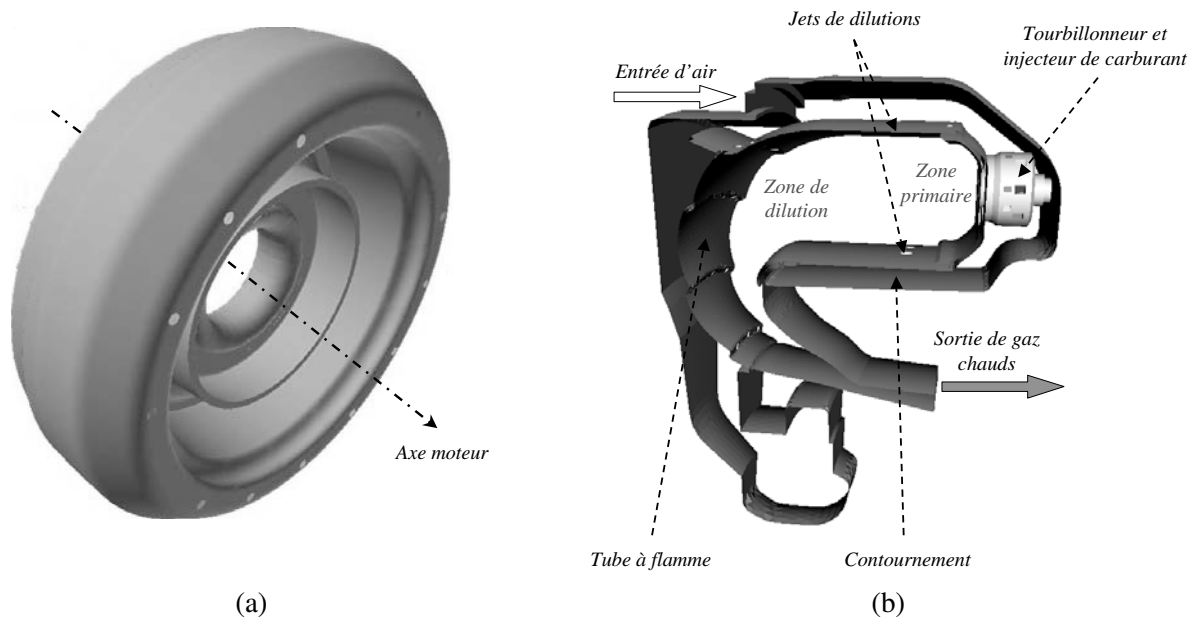 Jets de dilutions
Tourbillonneur et
injecteur de carburant
Entrée d'air
Zone de
dilution
Zone
primaire
Sortie de gaz
chauds
Axe moteur
Tube à flamme
Contournement
(a)
(b)